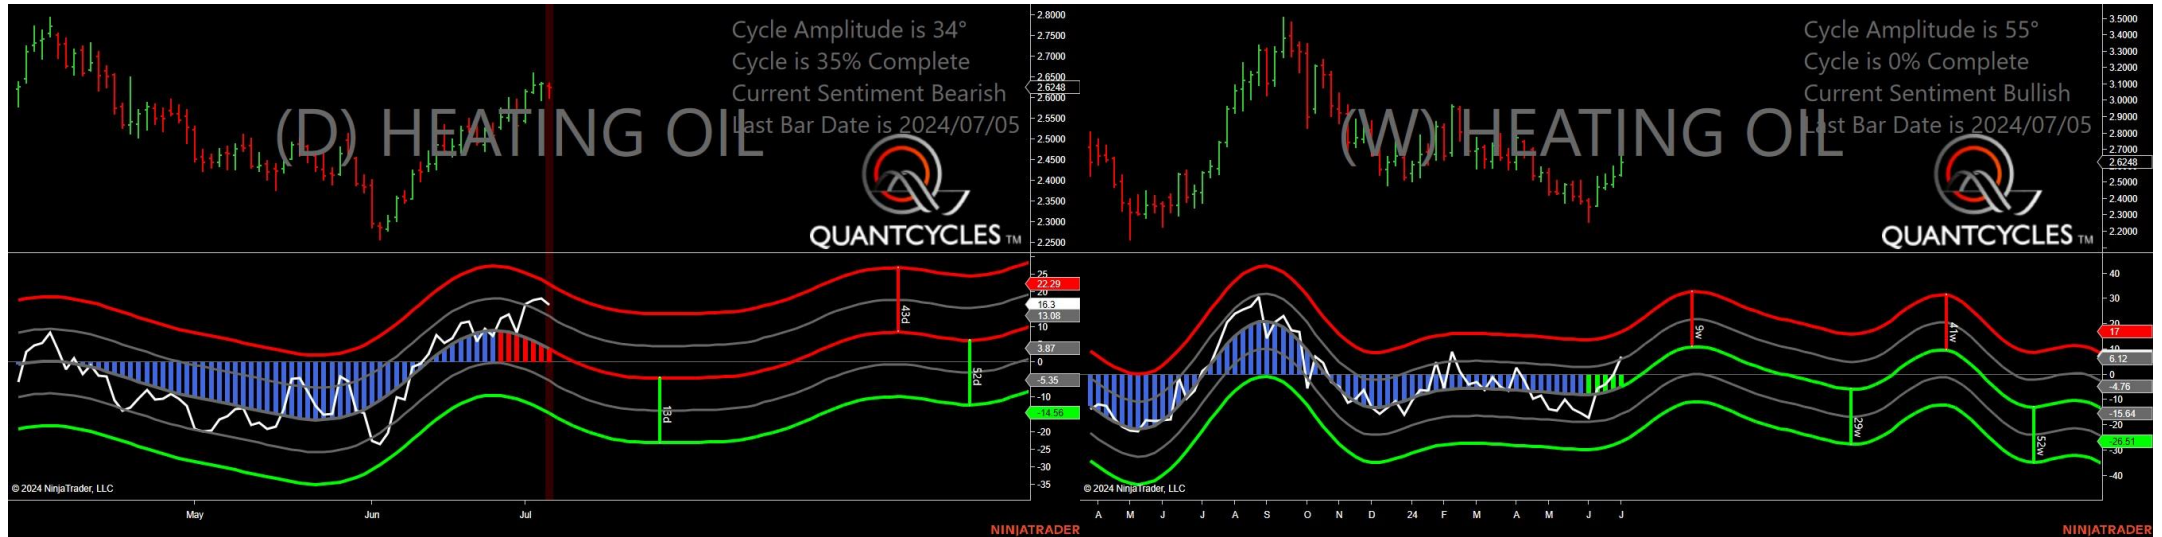 Cycle Amplitude is 34°
Cycle is 35% Complete
Current Sentiment Bearish
Last Bar Date is 2024/07/05
(D) HEATING OIL
QUANTCYCLES TM
2.8000
2.7500
2.7000
2.6500
2.6248
2.6000
2.5500
2.5000
2.4500
2.4000
2.3500
2.3000
2.2500
25
22.29
20
16.3
13.08
10
3.87
0
-5.35
-10
-14.56
-20
-25
-30
-35
13d
43d
52d
© 2024 NinjaTrader, LLC
May
Jun
Jul
NINJATRADER
Cycle Amplitude is 55°
Cycle is 0% Complete
Current Sentiment Bullish
Last Bar Date is 2024/07/05
(W) HEATING OIL
QUANTCYCLES TM
3.5000
3.4000
3.3000
3.2000
3.1000
3.0000
2.9000
2.8000
2.7000
2.6248
2.5000
2.4000
2.3000
2.2000
40
30
20
17
10
6.12
0
-4.76
-10
-15.64
-20
-26.51
-30
-40
9w
29w
41w
52w
© 2024 NinjaTrader, LLC
A M J J A S O N D 24 F M A M J J
NINJATRADER